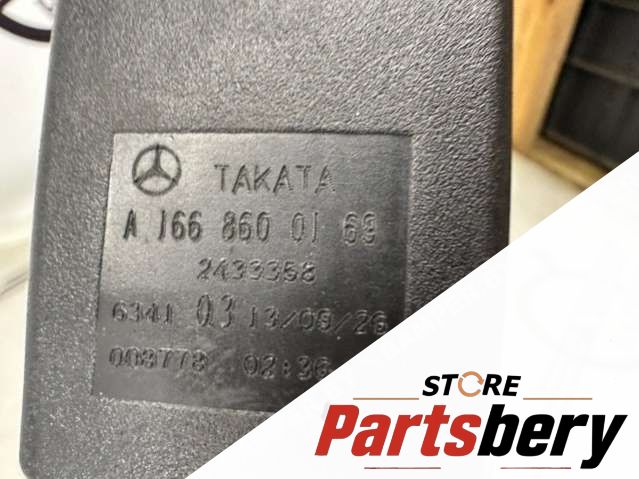 TAKATA
A 166 860 01 69
2433358
6341 03 13/09/26
003778 02:36
STORE
Partsbery